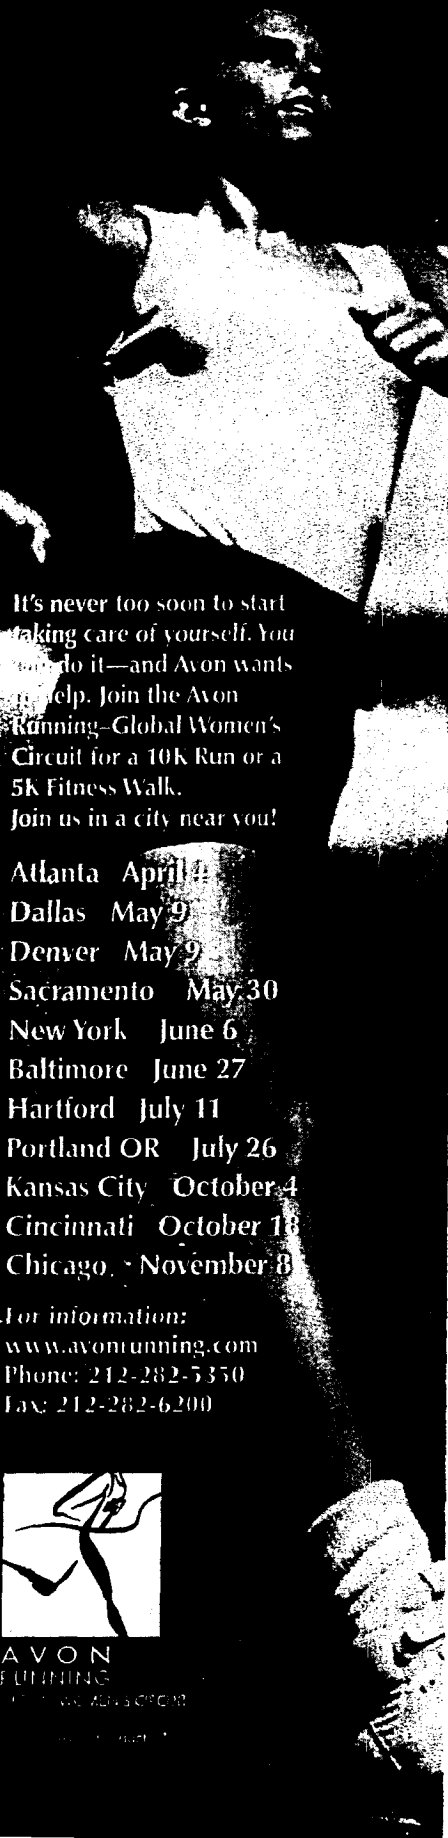 It's never too soon to start
taking care of yourself. You
do it—and Avon wants
help. Join the Avon
Running–Global Women's
Circuit for a 10K Run or a
5K Fitness Walk.
Join us in a city near you!
Atlanta April
Dallas May 9
Denver May 9
Sacramento May 30
New York June 6
Baltimore June 27
Hartford July 11
Portland OR July 26
Kansas City October 4
Cincinnati October 18
Chicago November 8
For information:
www.avonrunning.com
Phone: 212-282-5350
Fax: 212-282-6200
AVON
RUNNING
WOMEN'S CIRCUIT